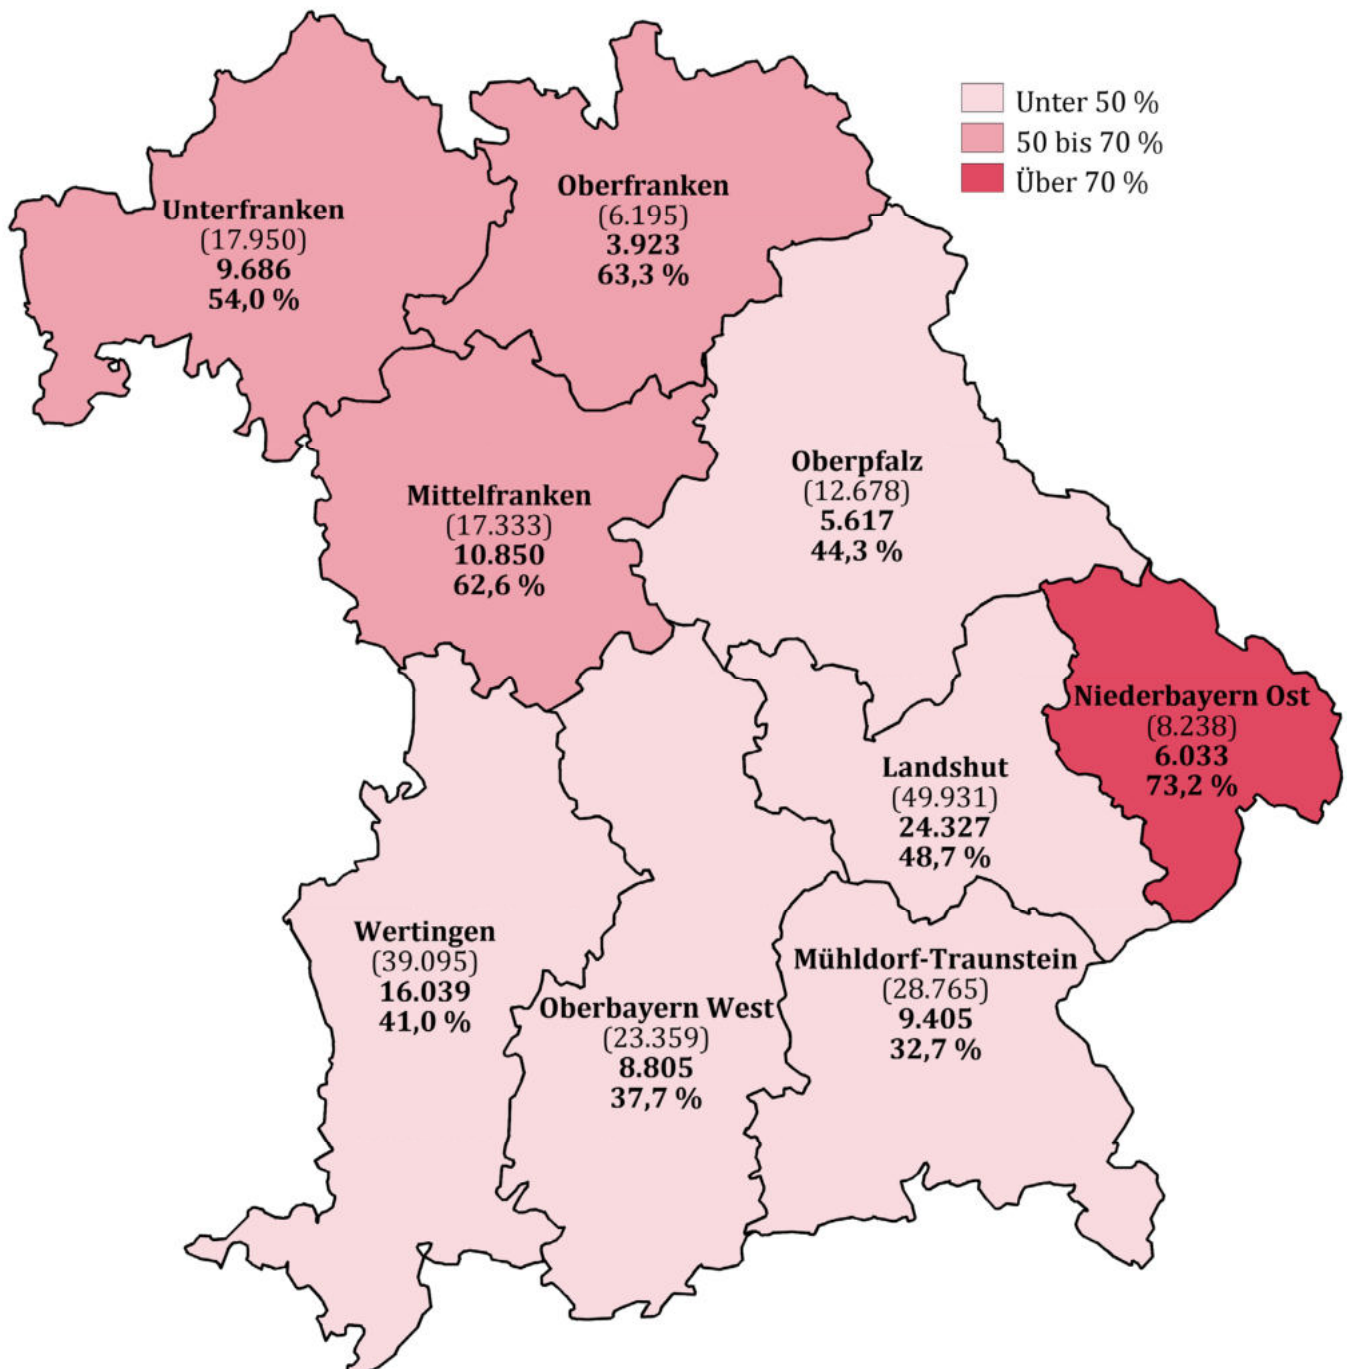 Unter 50 %
50 bis 70 %
Über 70 %
Unterfranken
(17.950)
9.686
54,0 %
Oberfranken
(6.195)
3.923
63,3 %
Mittelfranken
(17.333)
10.850
62,6 %
Oberpfalz
(12.678)
5.617
44,3 %
Niederbayern Ost
(8.238)
6.033
73,2 %
Landshut
(49.931)
24.327
48,7 %
Wertingen
(39.095)
16.039
41,0 %
Oberbayern West
(23.359)
8.805
37,7 %
Mühldorf-Traunstein
(28.765)
9.405
32,7 %